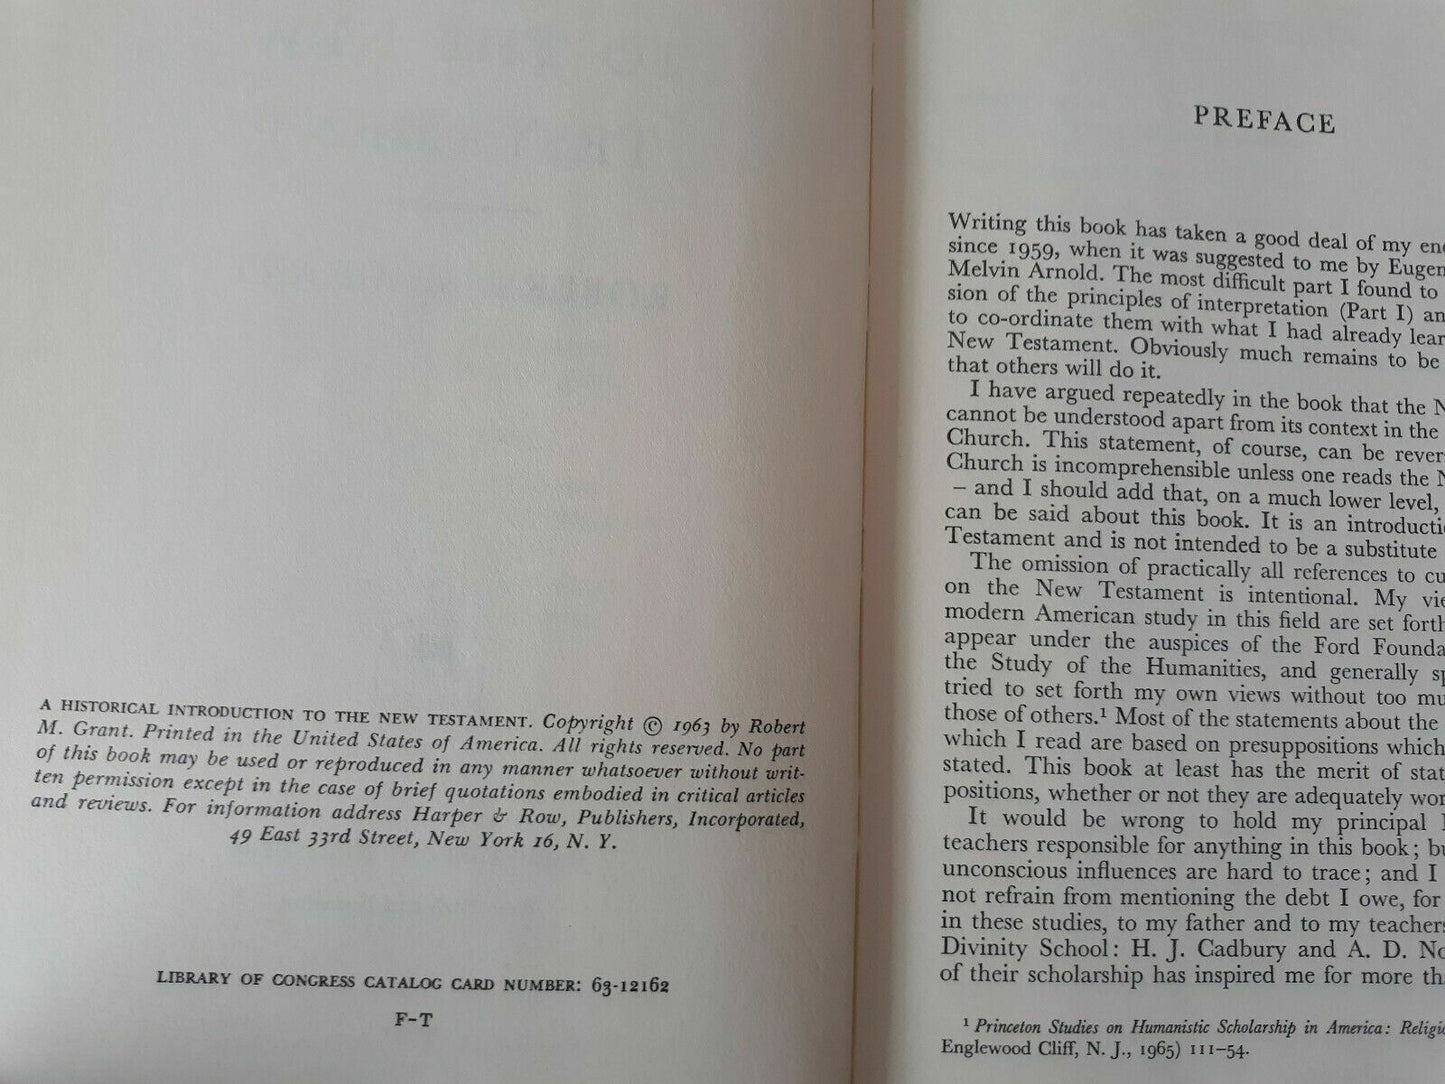 A HISTORICAL INTRODUCTION TO THE NEW TESTAMENT. Copyright © 1963 by Robert
M. Grant. Printed in the United States of America. All rights reserved. No part
of this book may be used or reproduced in any manner whatsoever without writ-
ten permission except in the case of brief quotations embodied in critical articles
and reviews. For information address Harper & Row, Publishers, Incorporated,
49 East 33rd Street, New York 16, N. Y.
LIBRARY OF CONGRESS CATALOG CARD NUMBER: 63-12162
F-T
PREFACE
Writing this book has taken a good deal of my
since 1959, when it was suggested to me by
Melvin Arnold. The most difficult part I found to
sion of the principles of interpretation (Part I)
to co-ordinate them with what I had already
New Testament. Obviously much remains to be
that others will do it.
I have argued repeatedly in the book that the
cannot be understood apart from its context in the
Church. This statement, of course, can be
Church is incomprehensible unless one reads the
– and I should add that, on a much lower level,
can be said about this book. It is an
Testament and is not intended to be a substitute
The omission of practically all references to
on the New Testament is intentional. My
modern American study in this field are set
appear under the auspices of the Ford
the Study of the Humanities, and generally
tried to set forth my own views without too
those of others.¹ Most of the statements about the
which I read are based on presuppositions which
stated. This book at least has the merit of
positions, whether or not they are adequately
It would be wrong to hold my principal
teachers responsible for anything in this book;
unconscious influences are hard to trace; and I
not refrain from mentioning the debt I owe, for
in these studies, to my father and to my
Divinity School: H. J. Cadbury and A. D.
of their scholarship has inspired me for more
¹ Princeton Studies on Humanistic Scholarship in America:
Englewood Cliff, N. J., 1965) 111–54.